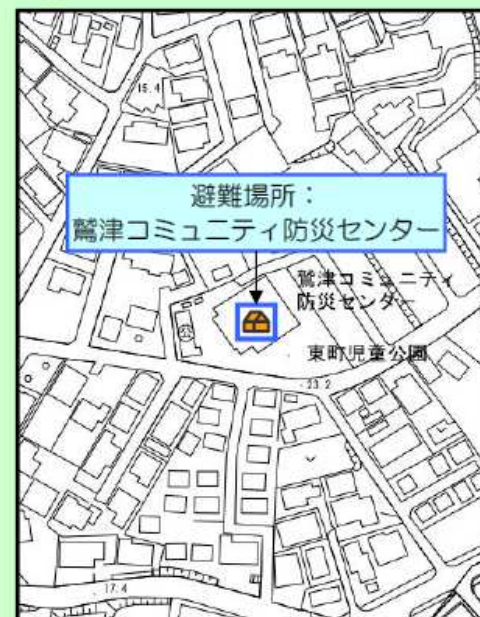 15.4
避難場所：
鷲津コミュニティ防災センター
鷲津コミュニティ
防災センター
東町児童公園
23.2
17.4